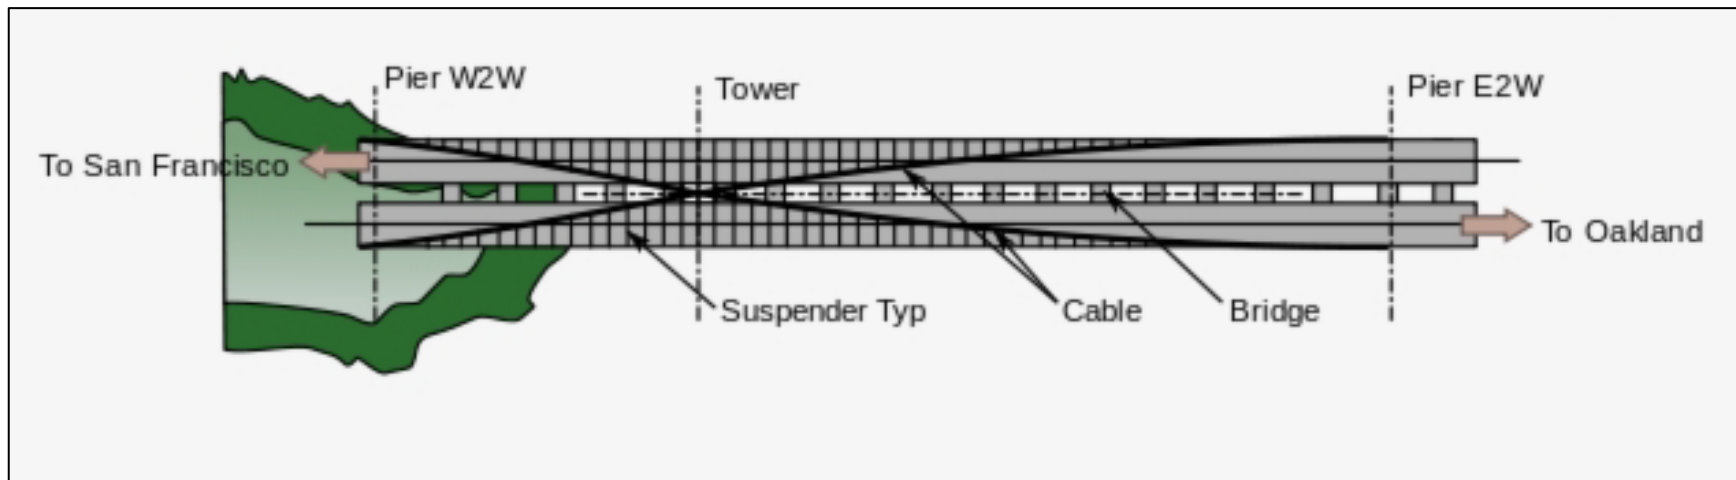 Pier W2W
Tower
Pier E2W
To San Francisco
To Oakland
Suspender Typ
Cable
Bridge